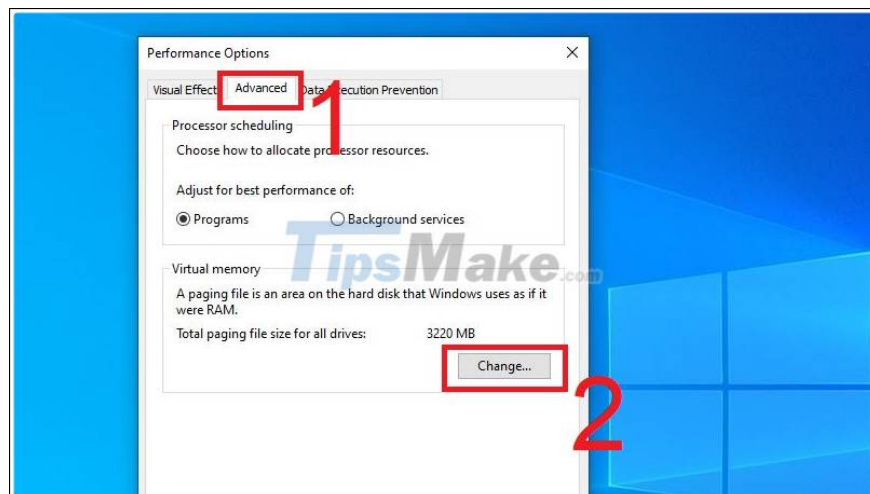 Performance Options
Visual Effect Advanced Data Execution Prevention
1
Processor scheduling
Choose how to allocate processor resources.
Adjust for best performance of:
Programs Background services
TipsMake.com
Virtual memory
A paging file is an area on the hard disk that Windows uses as if it
were RAM.
Total paging file size for all drives: 3220 MB
Change...
2